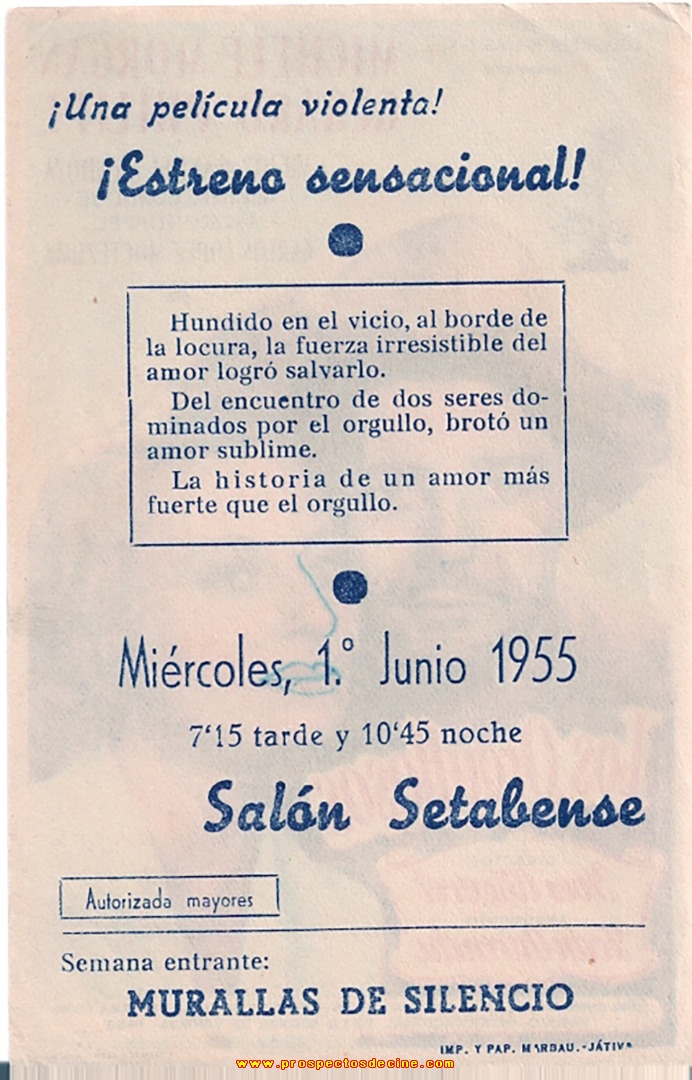 ¡Una película violenta!
¡Estreno sensacional!
Hundido en el vicio, al borde de
la locura, la fuerza irresistible del
amor logró salvarlo.
Del encuentro de dos seres do-
minados por el orgullo, brotó un
amor sublime.
La historia de un amor más
fuerte que el orgullo.
Miércoles, 1.º Junio 1955
7'15 tarde y 10'45 noche
Salón Setabense
Autorizada mayores
Semana entrante:
MURALLAS DE SILENCIO
IMP. Y PAP. MARBAU.-JÁTIVA
www.prospectosdecine.com